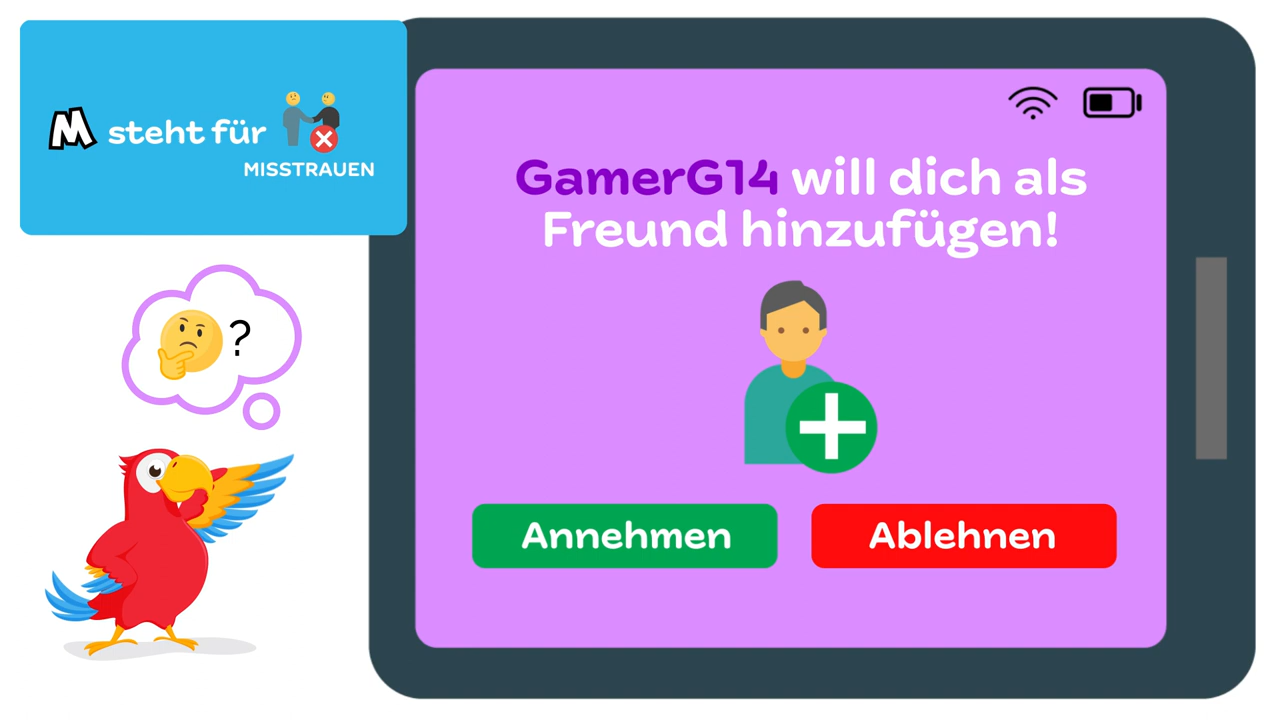 M steht für
MISSTRAUEN
GamerG14 will dich als
Freund hinzufügen!
?
Annehmen
Ablehnen